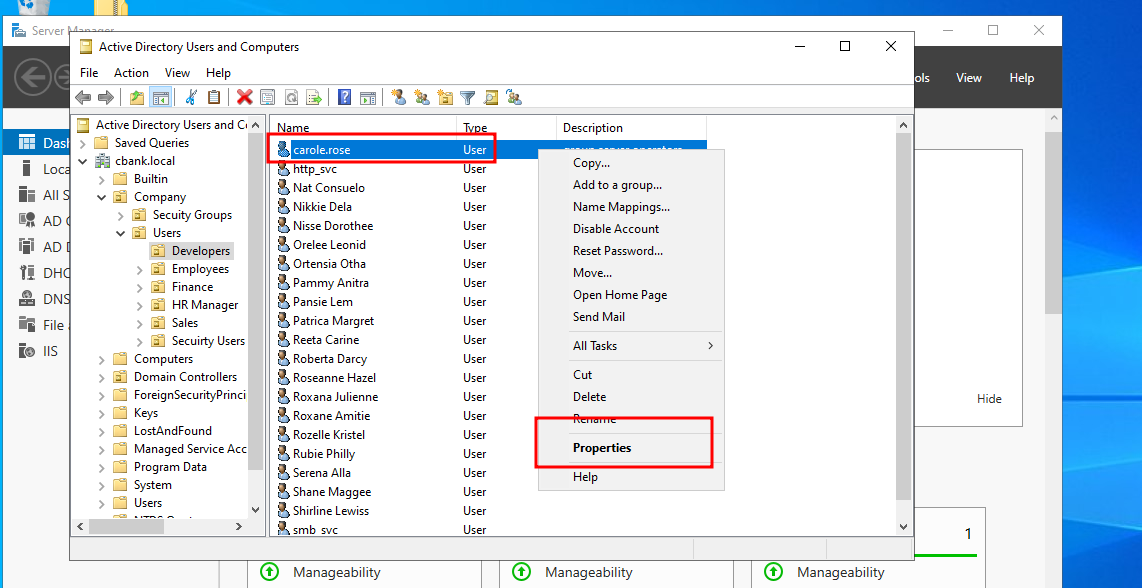 Server Manager
Active Directory Users and Computers
File Action View Help
ols View Help
Active Directory Users and Co
Saved Queries
cbank.local
Builtin
Company
Secuity Groups
Users
Developers
Employees
Finance
HR Manager
Sales
Secuirty Users
Computers
Domain Controllers
ForeignSecurityPrinci
Keys
LostAndFound
Managed Service Acc
Program Data
System
Users
NTDS Quotas
Name Type Description
carole.rose User group server operators
http_svc User
Nat Consuelo User
Nikkie Dela User
Nisse Dorothee User
Orelee Leonid User
Ortensia Otha User
Pammy Anitra User
Pansie Lem User
Patrica Margret User
Reeta Carine User
Roberta Darcy User
Roseanne Hazel User
Roxana Julienne User
Roxane Amitie User
Rozelle Kristel User
Rubie Philly User
Serena Alla User
Shane Maggee User
Shirline Lewiss User
smb_svc User
Copy...
Add to a group...
Name Mappings...
Disable Account
Reset Password...
Move...
Open Home Page
Send Mail
All Tasks
Cut
Delete
Rename
Properties
Help
Dash
Loca
All S
AD C
AD D
DHC
DNS
File a
IIS
Hide
1
Manageability
Manageability
Manageability